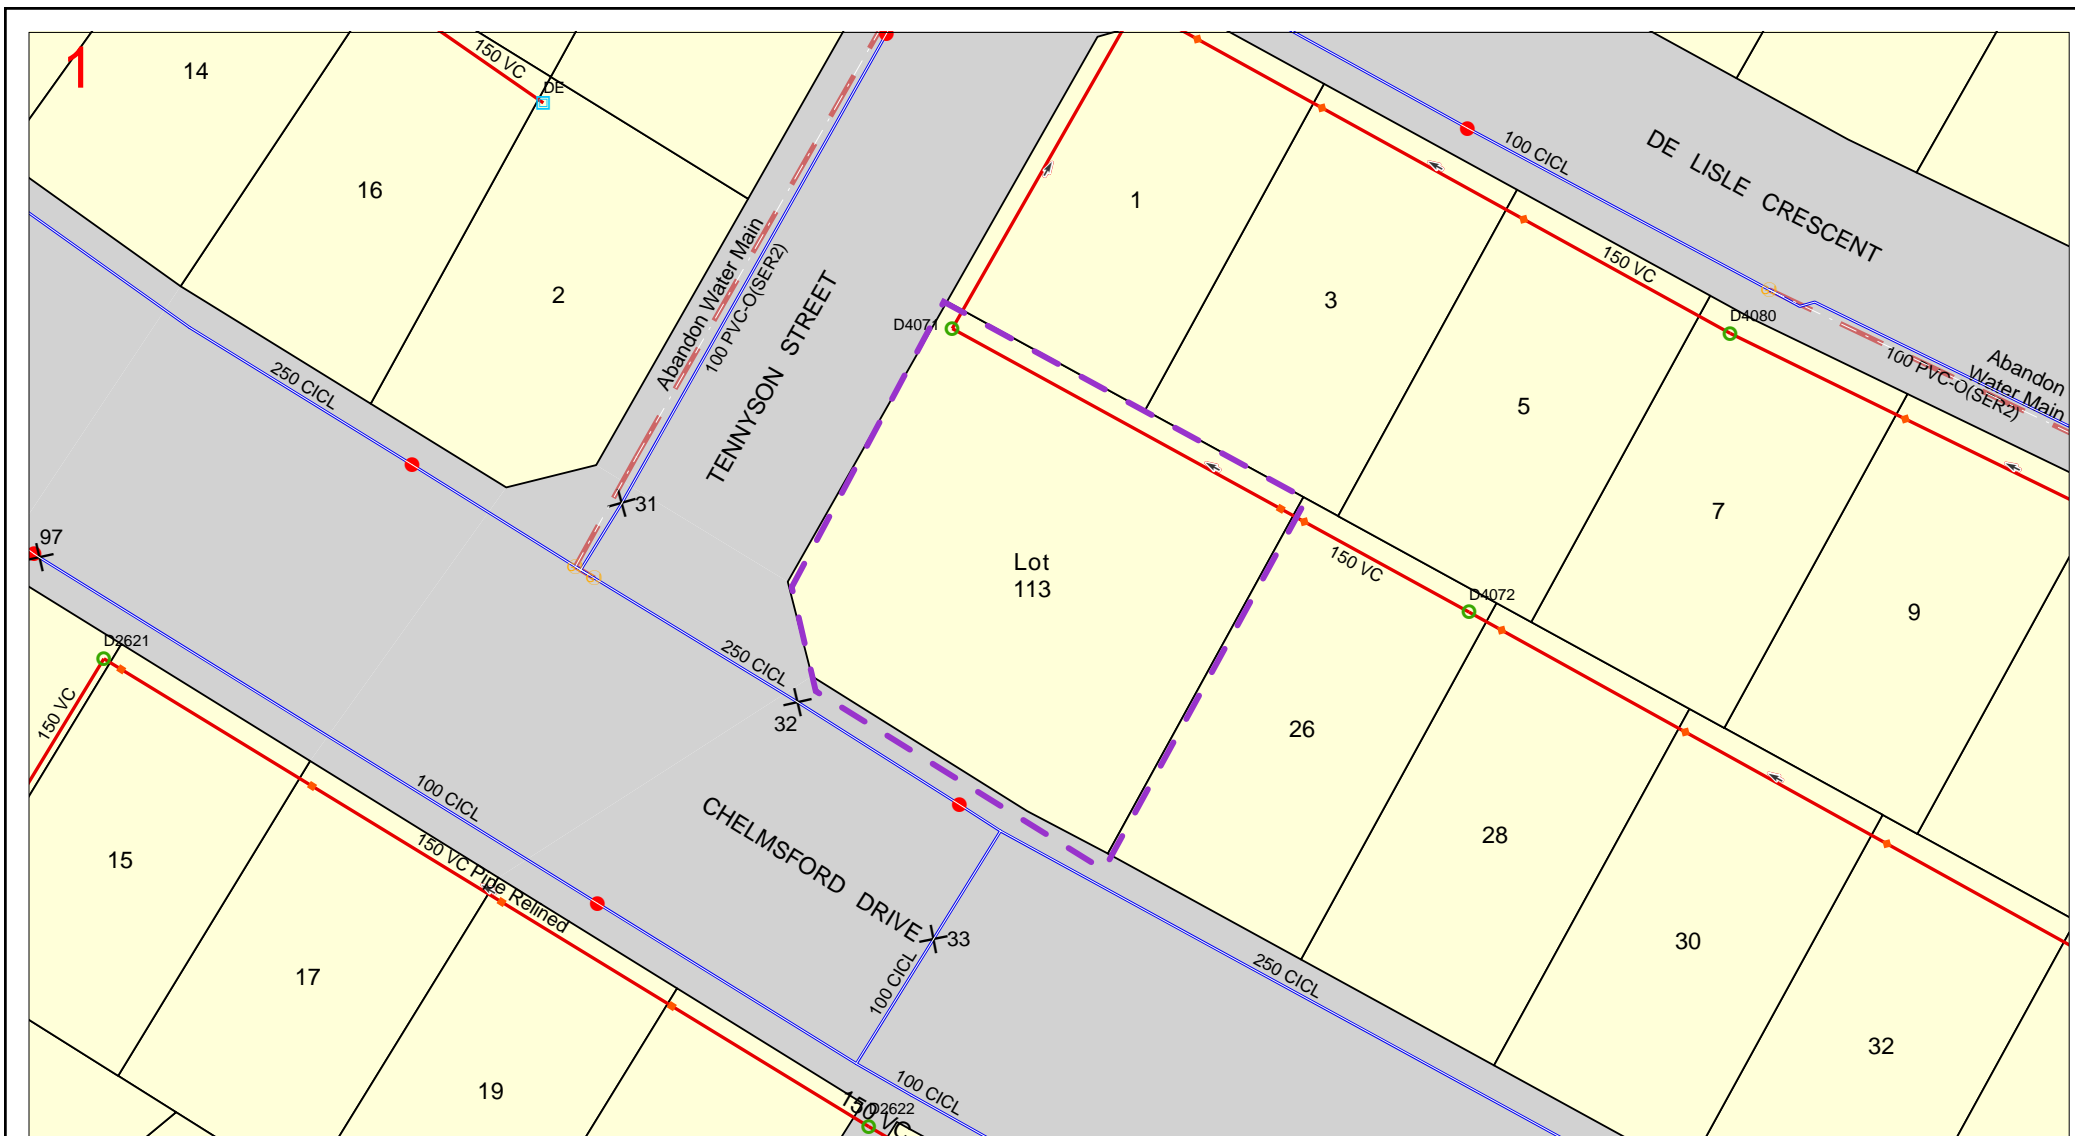 1
14
150 VC
DE
16
2
Abandon Water Main
100 PVC-O(SER2)
TENNYSON STREET
250 CICL
31
97
1
3
5
7
9
100 CICL
DE LISLE CRESCENT
150 VC
D4080
100 PVC-O(SER2)
Abandon
Water Main
D4071
Lot
113
150 VC
D4072
26
28
30
32
250 CICL
32
CHELMSFORD DRIVE
33
100 CICL
250 CICL
D2621
150 VC
100 CICL
150 VC Pipe Relined
15
17
19
100 CICL
150 VC
D2622